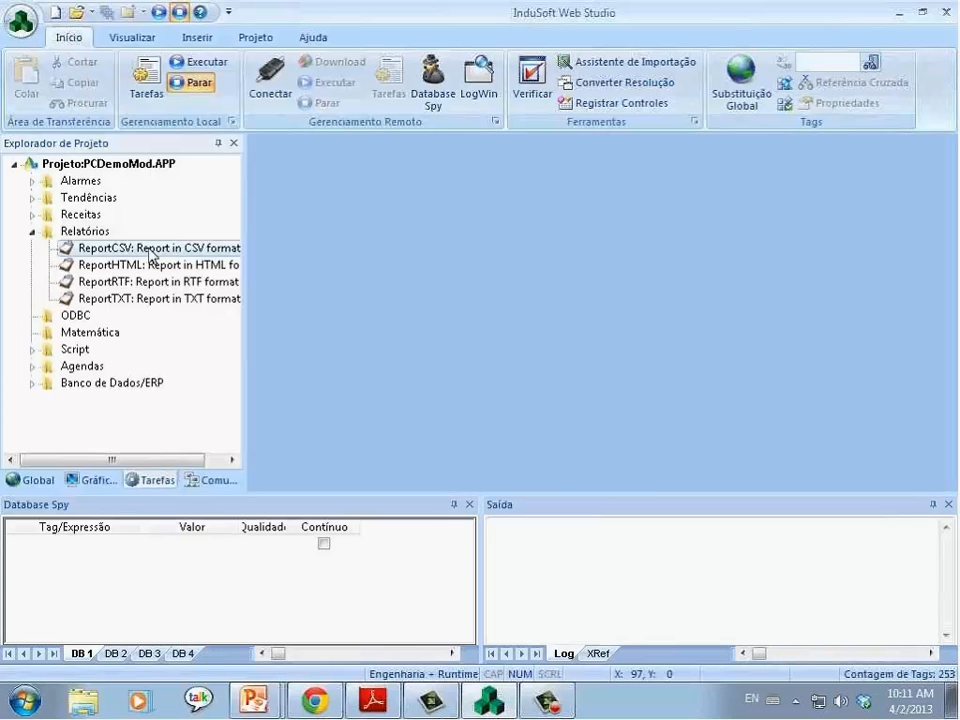 InduSoft Web Studio
Início Visualizar Inserir Projeto Ajuda
Colar Cortar Copiar Procurar
Tarefas Executar Parar
Conectar Download Executar Parar Tarefas Database Spy LogWin
Verificar Assistente de Importação Converter Resolução Registrar Controles
Substituição Global Referência Cruzada Propriedades
Área de Transferência Gerenciamento Local Gerenciamento Remoto Ferramentas Tags
Explorador de Projeto
Projeto:PCDemoMod.APP
Alarmes
Tendências
Receitas
Relatórios
ReportCSV: Report in CSV format
ReportHTML: Report in HTML fo
ReportRTF: Report in RTF format
ReportTXT: Report in TXT format
ODBC
Matemática
Script
Agendas
Banco de Dados/ERP
Global Gráfic... Tarefas Comu...
Database Spy
Tag/Expressão Valor Qualidad Contínuo
DB 1 DB 2 DB 3 DB 4
Saída
Log XRef
Engenharia + Runtime CAP NUM SCRL X: 97, Y: 0 Contagem de Tags: 253
talk
EN
10:11 AM
4/2/2013